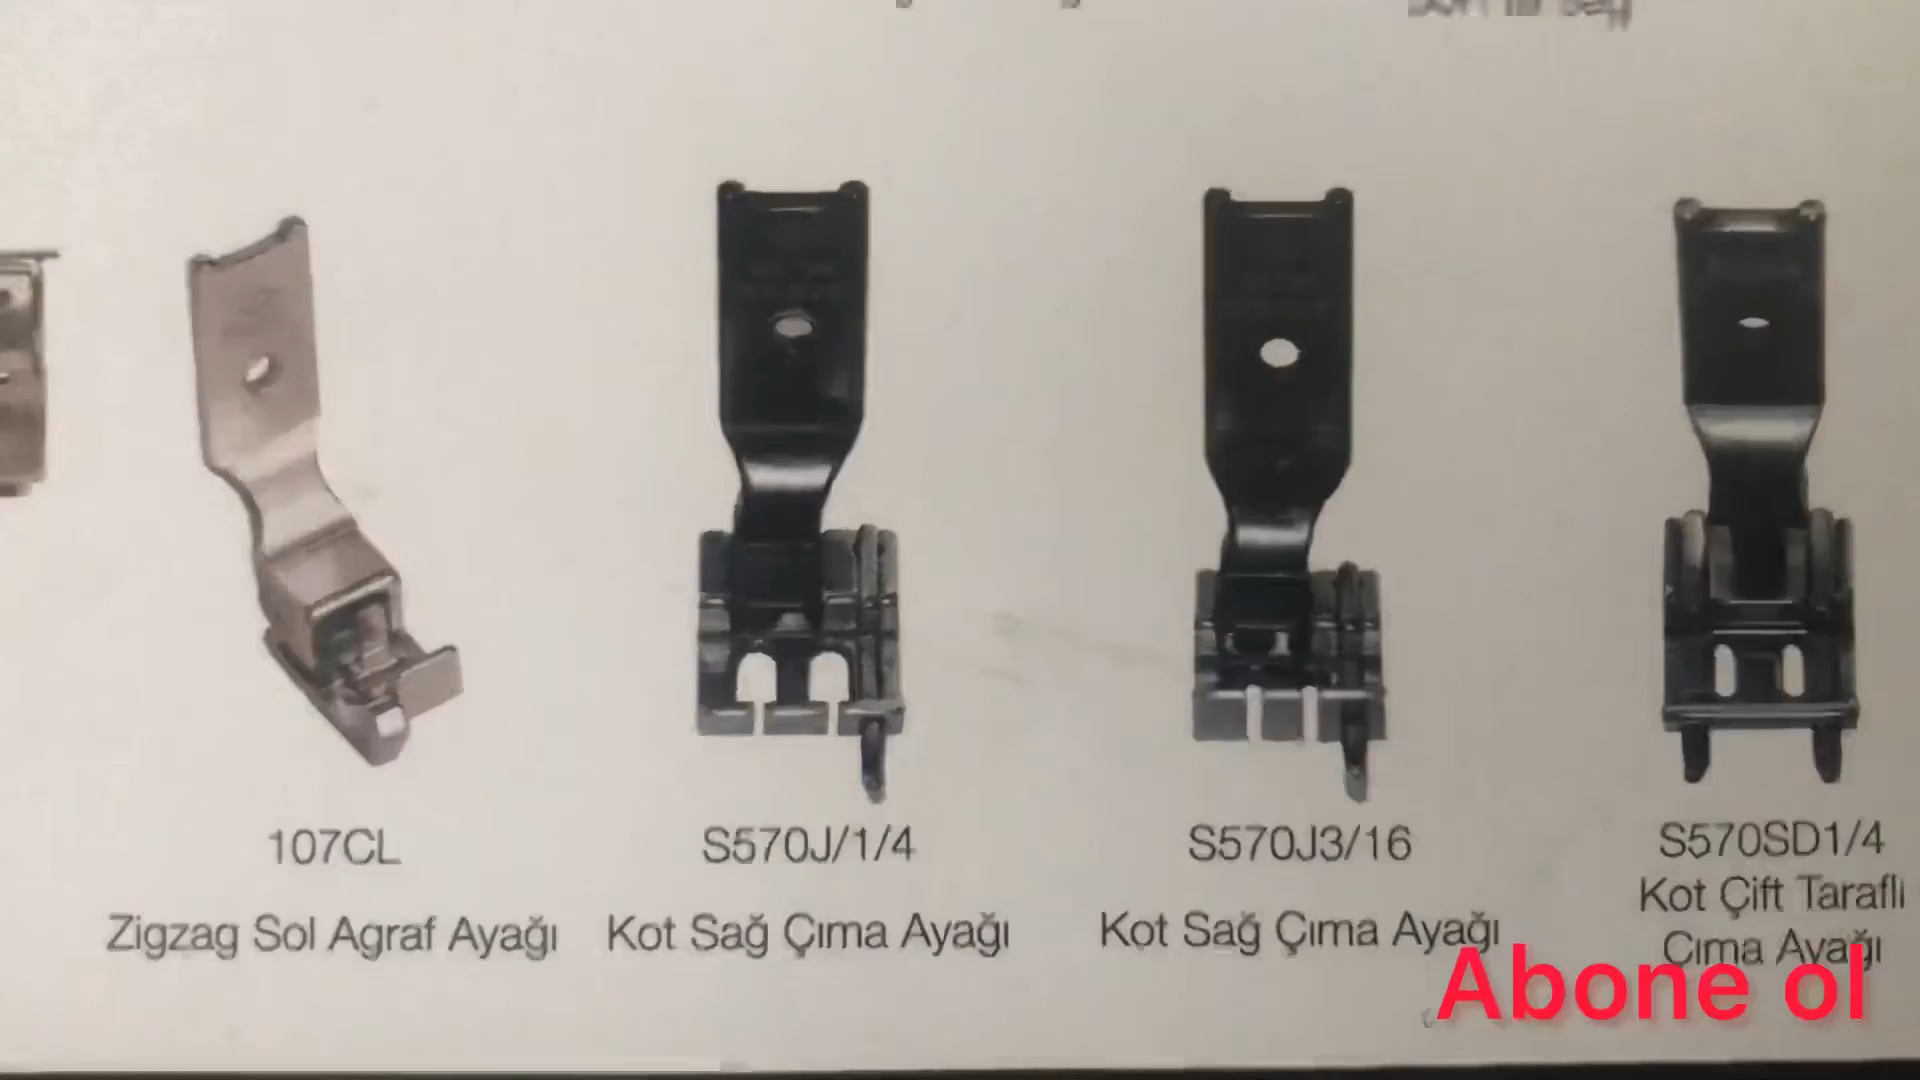 107CL
Zigzag Sol Agraf Ayağı
S570J/1/4
Kot Sağ Çıma Ayağı
S570J3/16
Kot Sağ Çıma Ayağı
S570SD1/4
Kot Çift Taraflı
Çıma Ayağı
Abone ol